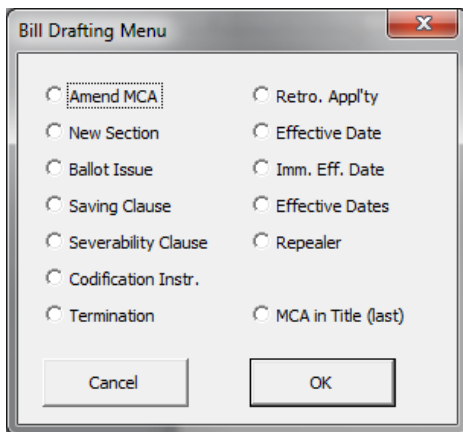 Bill Drafting Menu
Amend MCA
Retro. Appl'ty
New Section
Effective Date
Ballot Issue
Imm. Eff. Date
Saving Clause
Effective Dates
Severability Clause
Repealer
Codification Instr.
Termination
MCA in Title (last)
Cancel
OK